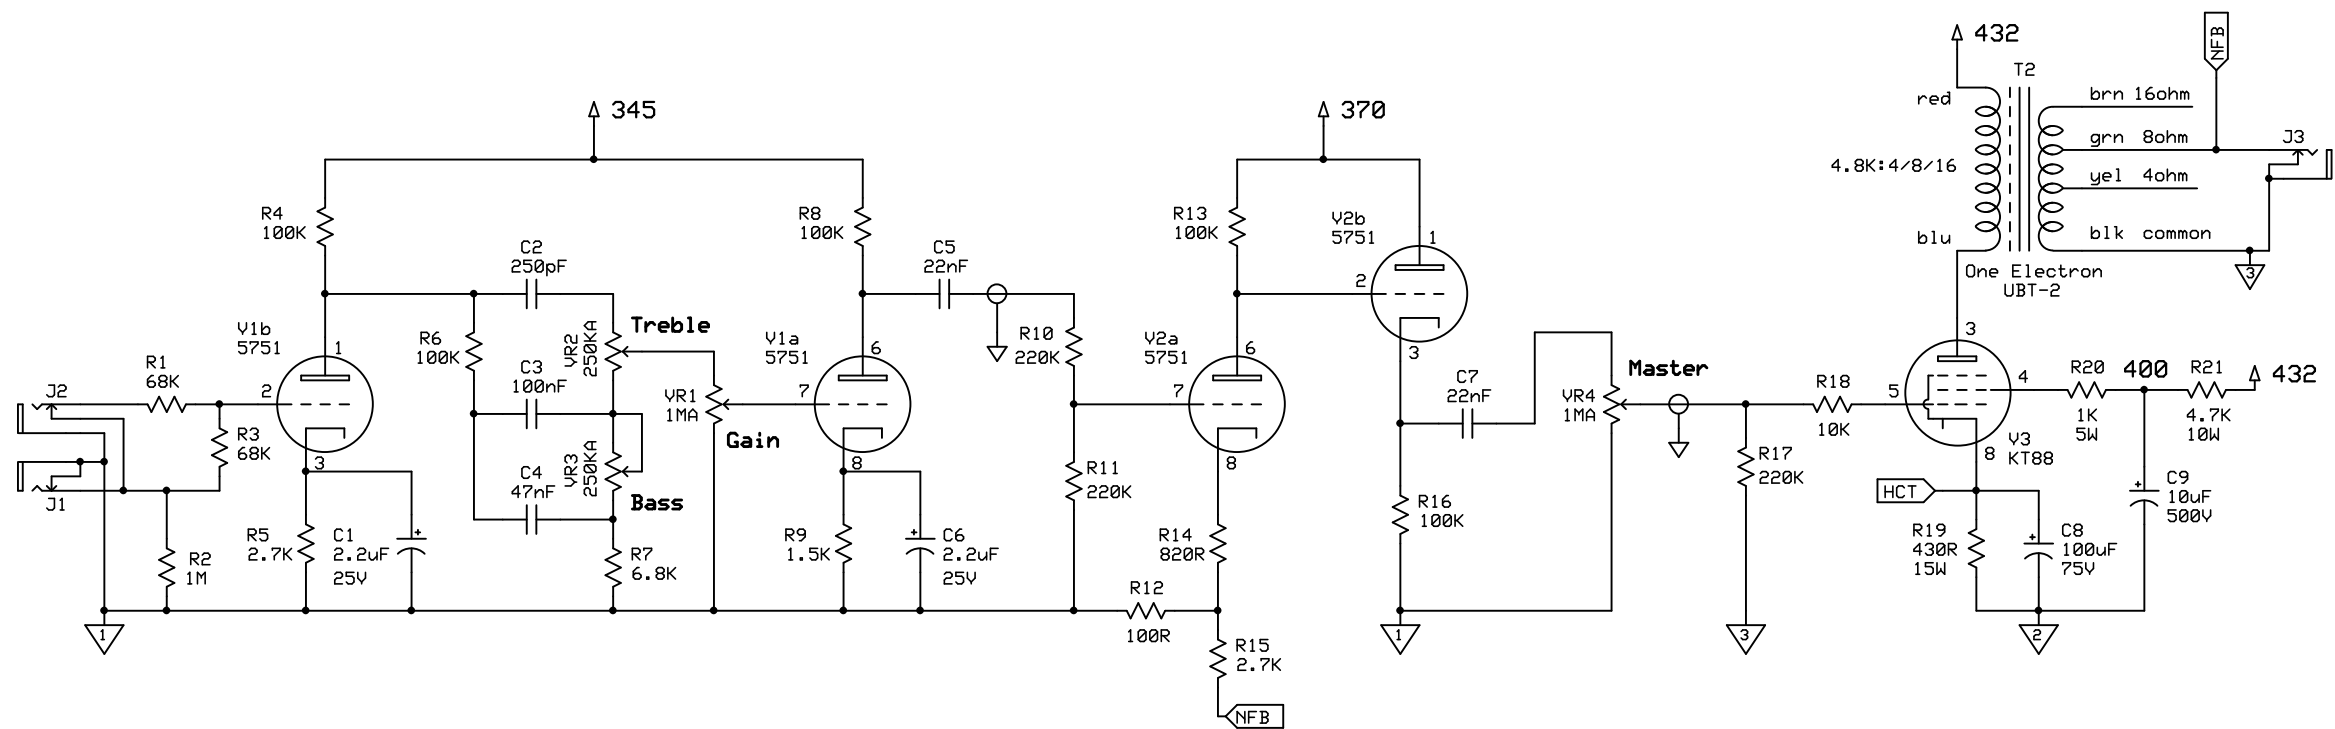 J2
J1
R1
68K
R3
68K
R2
1M
1
R4
100K
V1b
5751
1
2
3
R5
2.7K
C1
2.2uF
25V
345
C2
250pF
R6
100K
C3
100nF
C4
47nF
VR2
250KA
Treble
VR3
250KA
Bass
R7
6.8K
VR1
1MA
Gain
R8
100K
V1a
5751
6
7
8
R9
1.5K
C6
2.2uF
25V
C5
22nF
R10
220K
R11
220K
R12
100R
R13
100K
V2a
5751
6
7
8
R14
820R
R15
2.7K
NFB
370
V2b
5751
1
2
3
R16
100K
1
C7
22nF
VR4
1MA
Master
R17
220K
3
R18
10K
432
red
4.8K:4/8/16
blu
T2
One Electron
UBT-2
NFB
brn 16ohm
grn 8ohm
yel 4ohm
blk common
J3
3
3
5
4
8
V3
KT88
HCT
R19
430R
15W
C8
100uF
75V
2
R20
1K
5W
400
R21
4.7K
10W
432
C9
10uF
500V